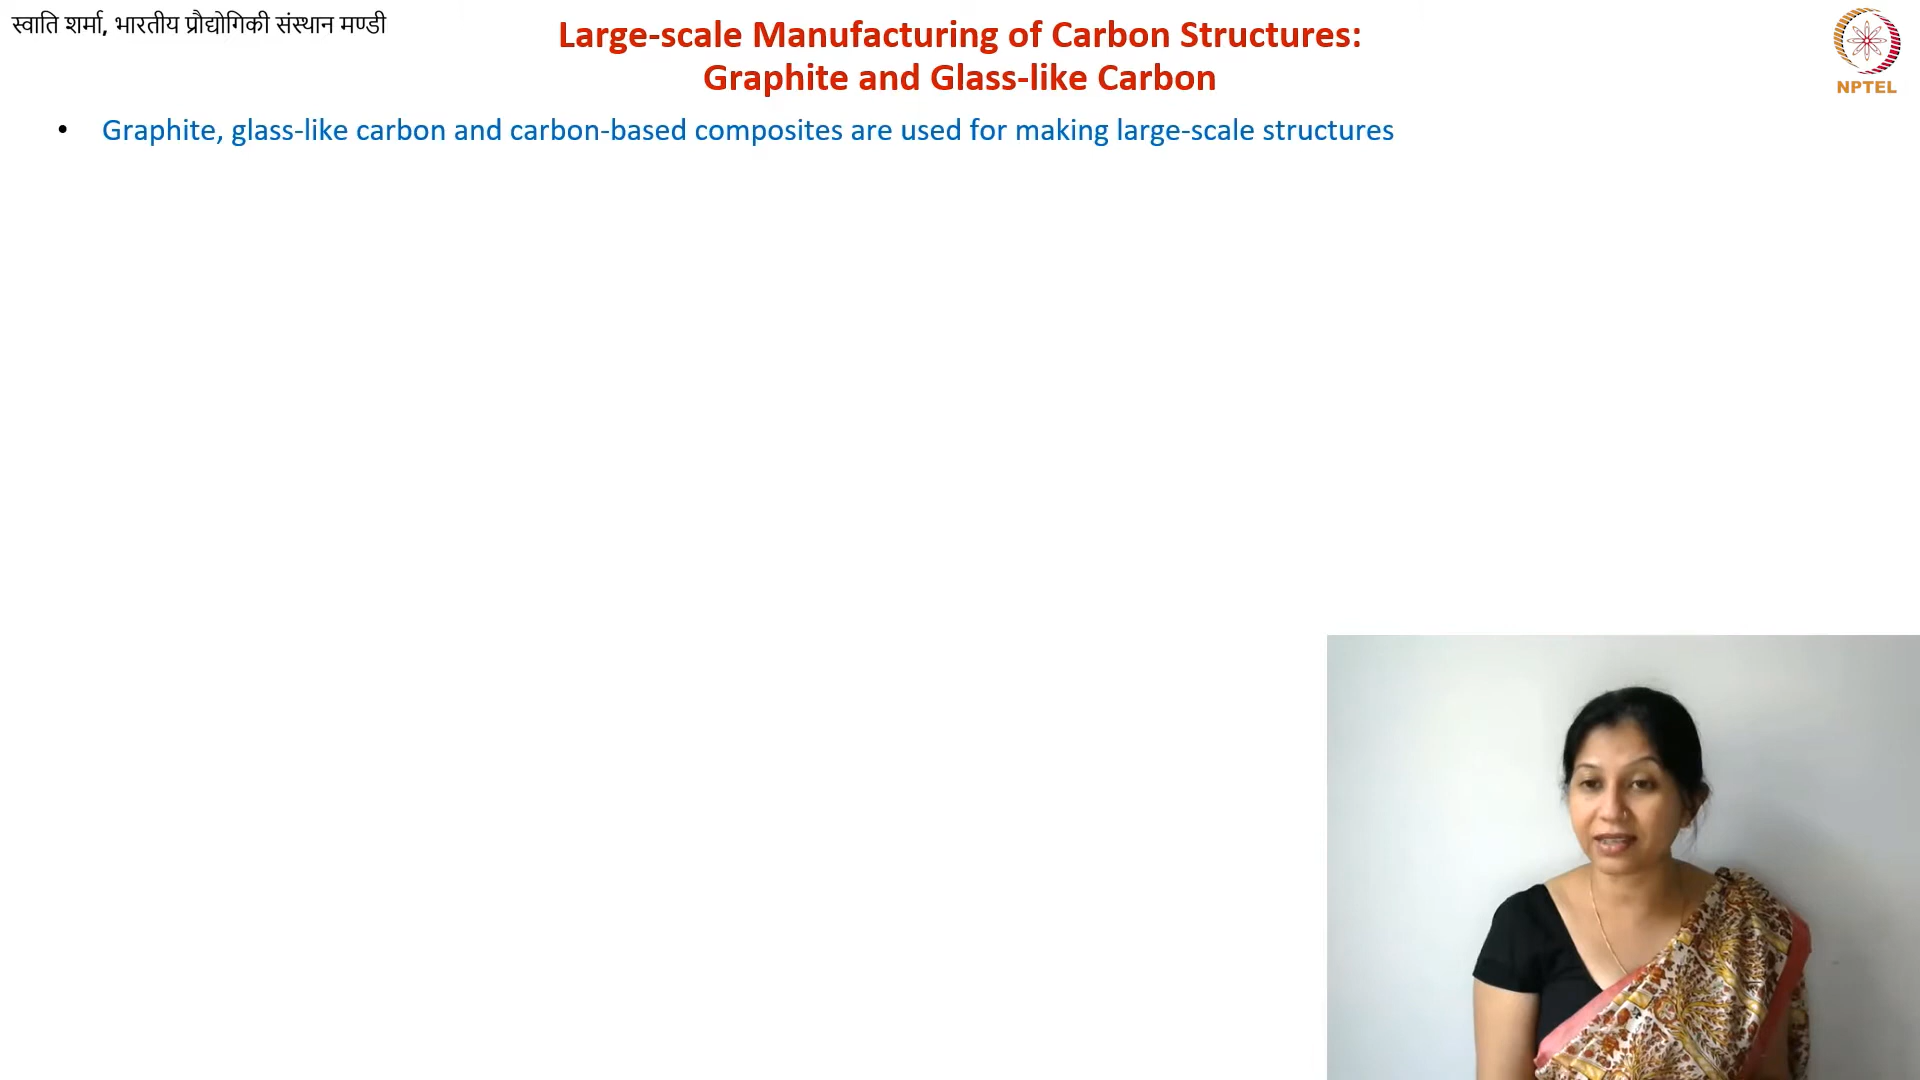 स्वाति शर्मा, भारतीय प्रौद्योगिकी संस्थान मण्डी
Large-scale Manufacturing of Carbon Structures:
Graphite and Glass-like Carbon
NPTEL
• Graphite, glass-like carbon and carbon-based composites are used for making large-scale structures